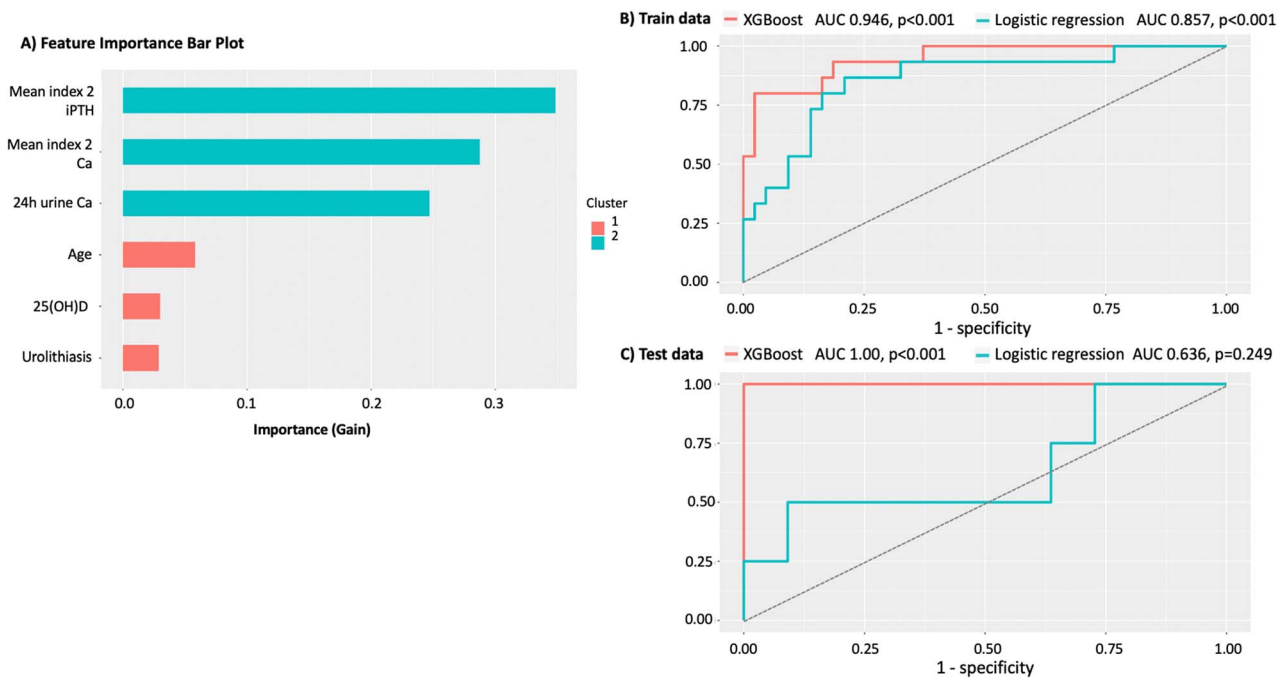 A) Feature Importance Bar Plot
Mean index 2
iPTH
Mean index 2
Ca
24h urine Ca
Age
25(OH)D
Urolithiasis
0.0 0.1 0.2 0.3
Importance (Gain)
Cluster
1
2
B) Train data XGBoost AUC 0.946, p<0.001 Logistic regression AUC 0.857, p<0.001
1.00
0.75
0.50
0.25
0.00
0.00 0.25 0.50 0.75 1.00
1 - specificity
C) Test data XGBoost AUC 1.00, p<0.001 Logistic regression AUC 0.636, p=0.249
1.00
0.75
0.50
0.25
0.00
0.00 0.25 0.50 0.75 1.00
1 - specificity